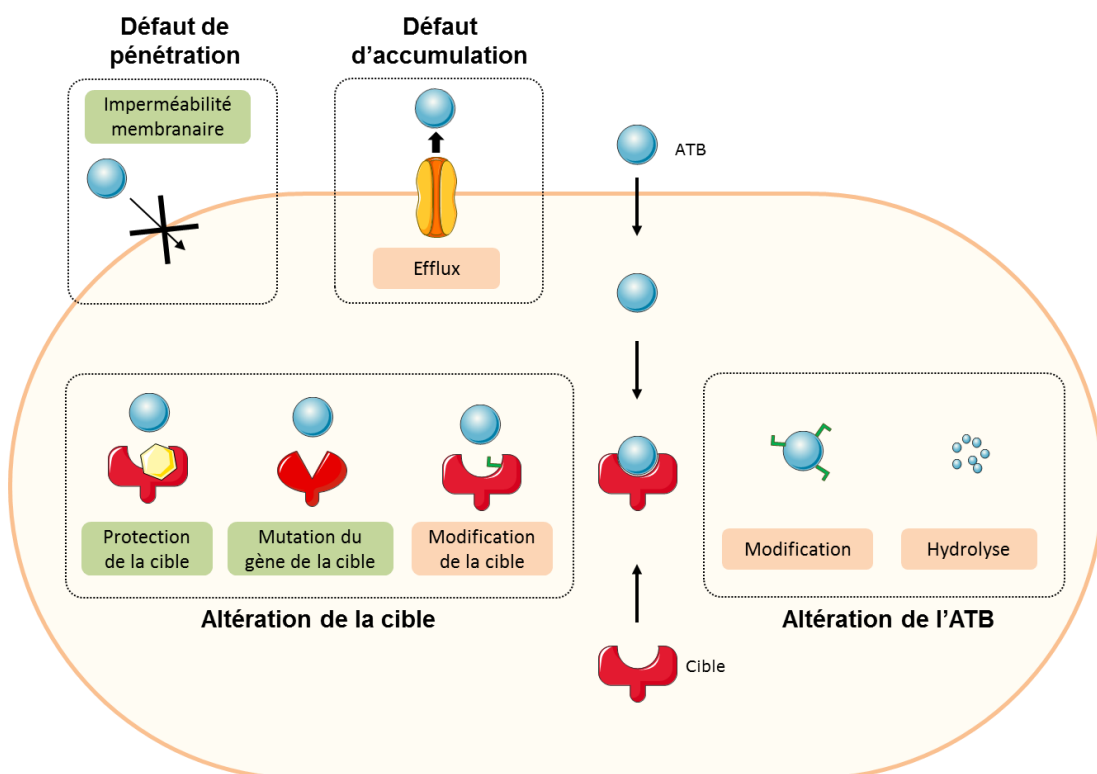 Défaut de
pénétration
Défaut
d'accumulation
Imperméabilité
membranaire
ATB
Efflux
Protection
de la cible
Mutation du
gène de la cible
Modification
de la cible
Modification
Hydrolyse
Altération de la cible
Altération de l'ATB
Cible